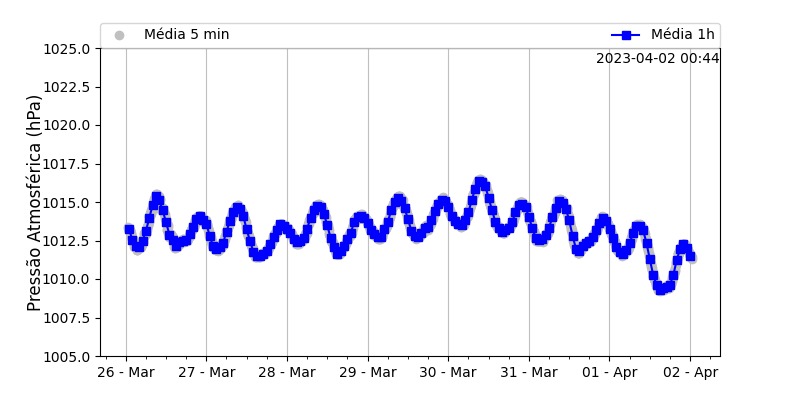 Média 5 min
Média 1h
2023-04-02 00:44
Pressão Atmosférica (hPa)
1025.0
1022.5
1020.0
1017.5
1015.0
1012.5
1010.0
1007.5
1005.0
26 - Mar
27 - Mar
28 - Mar
29 - Mar
30 - Mar
31 - Mar
01 - Apr
02 - Apr